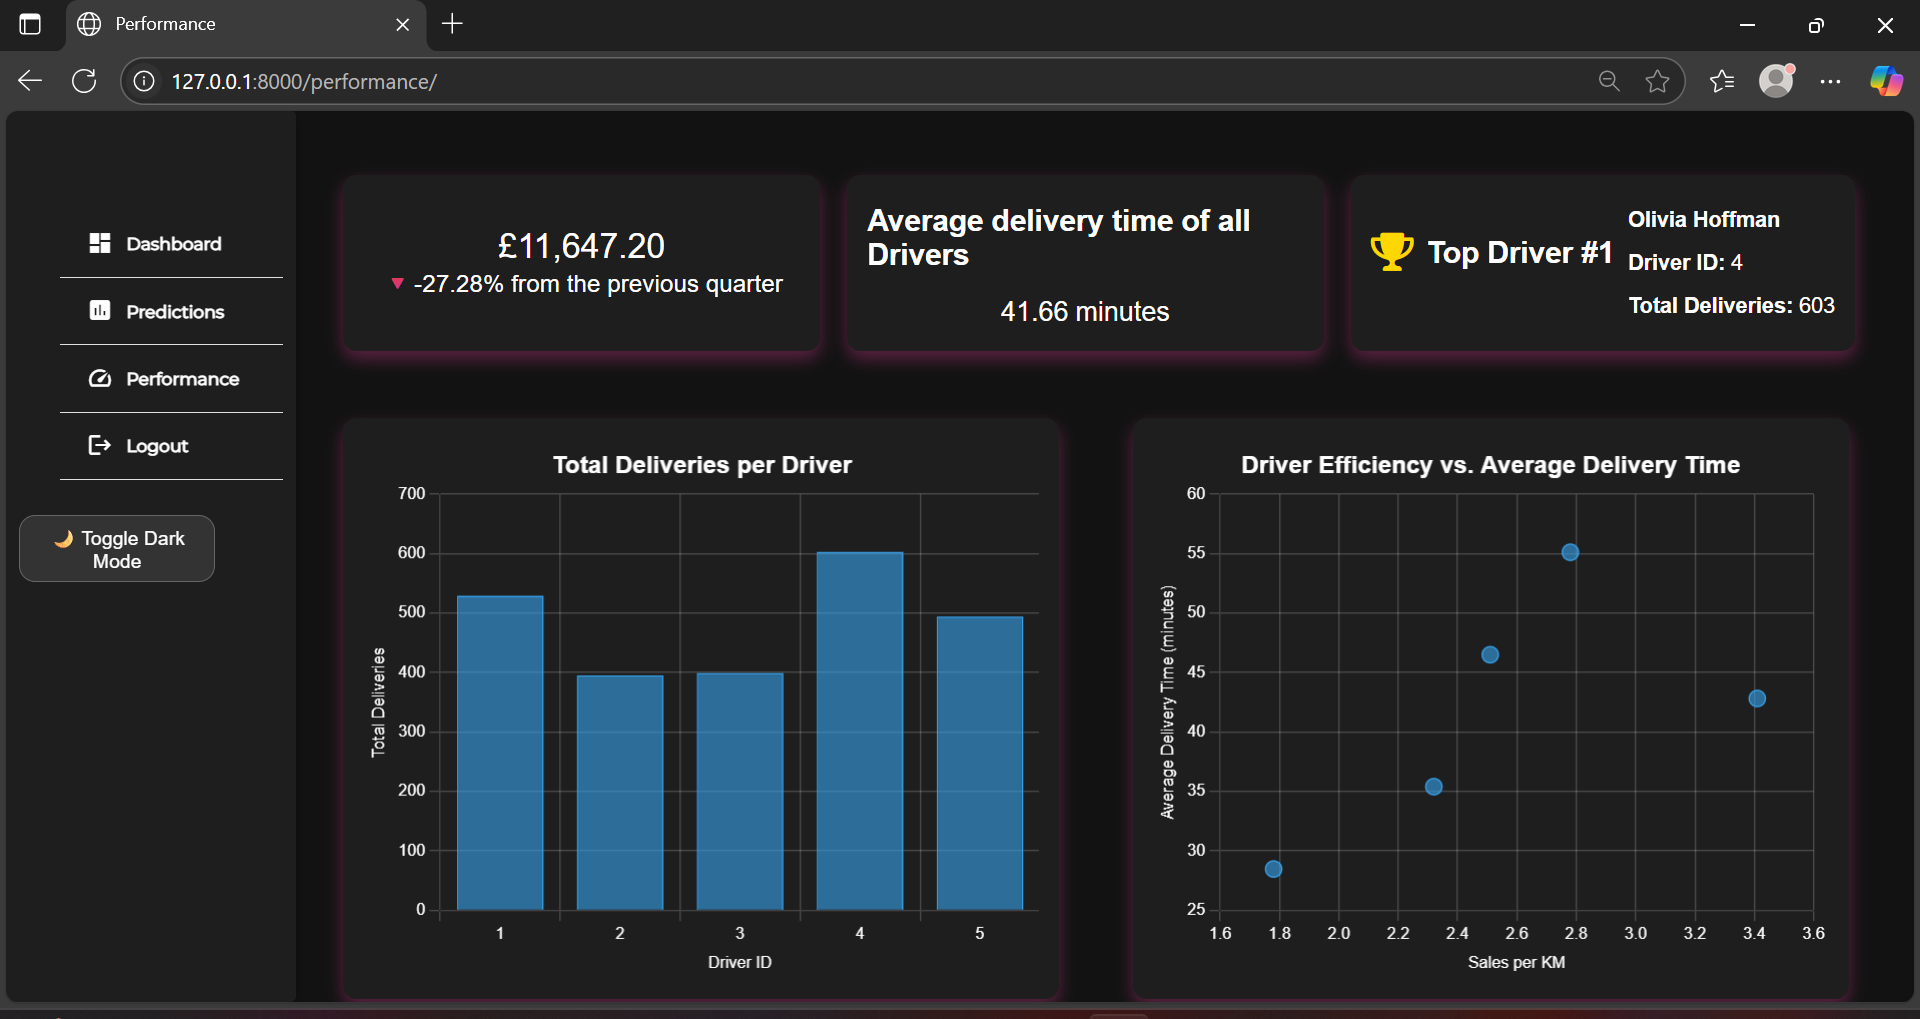 Performance
127.0.0.1:8000/performance/
Dashboard
Predictions
Performance
Logout
🌙 Toggle Dark
Mode
£11,647.20
▼ -27.28% from the previous quarter
Average delivery time of all
Drivers
41.66 minutes
Top Driver #1
Olivia Hoffman
Driver ID: 4
Total Deliveries: 603
Total Deliveries per Driver
700
600
500
400
300
200
100
0
Total Deliveries
1 2 3 4 5
Driver ID
Driver Efficiency vs. Average Delivery Time
60
55
50
45
40
35
30
25
Average Delivery Time (minutes)
1.6 1.8 2.0 2.2 2.4 2.6 2.8 3.0 3.2 3.4 3.6
Sales per KM